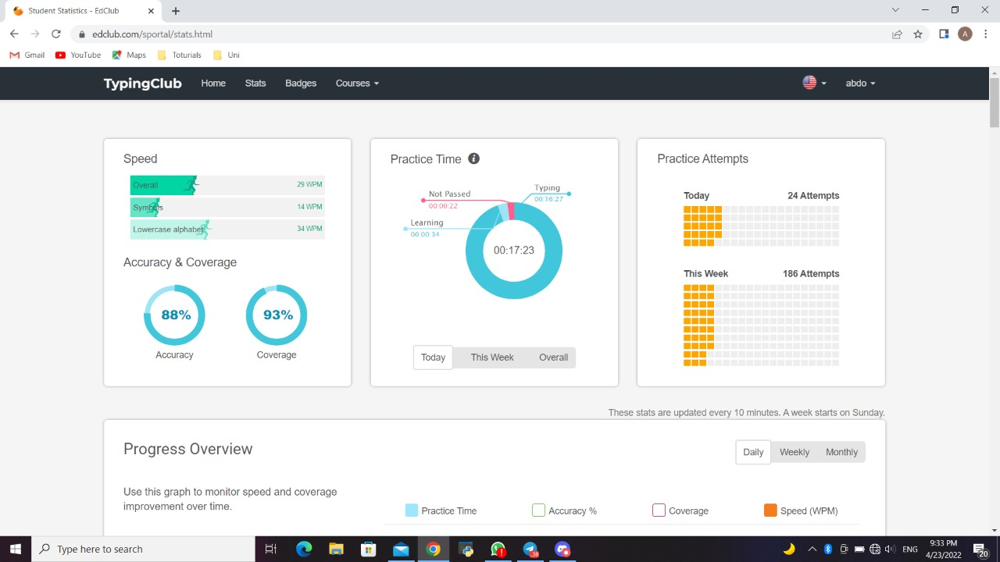 Student Statistics - EdClub
edclub.com/sportal/stats.html
A
Gmail YouTube Maps Toturials Uni
TypingClub Home Stats Badges Courses abdo
Speed
Overall 29 WPM
Symbols 14 WPM
Lowercase alphabet 34 WPM
Accuracy & Coverage
88% 93%
Accuracy Coverage
Practice Time i
Typing
00:16:27
Not Passed
00:00:22
Learning
00:00:34
00:17:23
Today This Week Overall
Practice Attempts
Today 24 Attempts
This Week 186 Attempts
These stats are updated every 10 minutes. A week starts on Sunday.
Progress Overview
Daily Weekly Monthly
Use this graph to monitor speed and coverage
improvement over time.
Practice Time Accuracy % Coverage Speed (WPM)
Type here to search
ENG
9:33 PM
4/23/2022
20